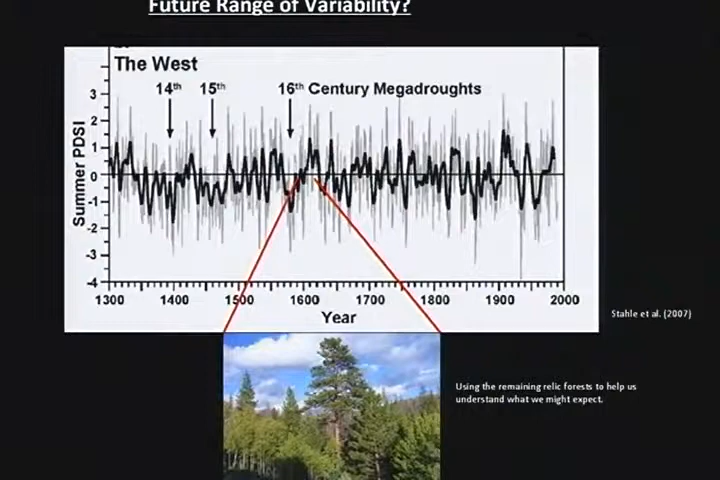 Future Range of Variability?
The West
14th 15th 16th Century Megadroughts
Summer PDSI
3
2
1
0
-1
-2
-3
-4
1300 1400 1500 1600 1700 1800 1900 2000
Year
Stahle et al. (2007)
Using the remaining relic forests to help us
understand what we might expect.